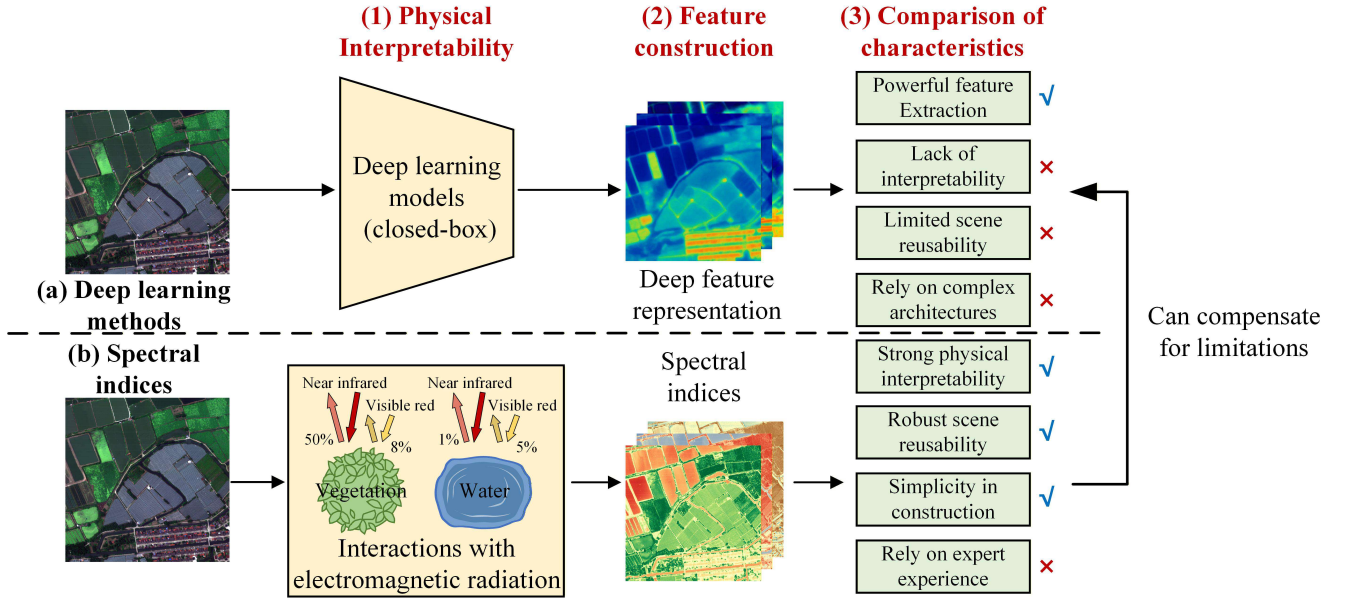 (1) Physical
Interpretability
(2) Feature
construction
(3) Comparison of
characteristics
Deep learning
models
(closed-box)
(a) Deep learning
methods
Deep feature
representation
Powerful feature
Extraction
√
Lack of
interpretability
×
Limited scene
reusability
×
Rely on complex
architectures
×
Can compensate
for limitations
(b) Spectral
indices
Near infrared
Visible red
50%
8%
Vegetation
Near infrared
Visible red
1%
5%
Water
Interactions with
electromagnetic radiation
Spectral
indices
Strong physical
interpretability
√
Robust scene
reusability
√
Simplicity in
construction
√
Rely on expert
experience
×